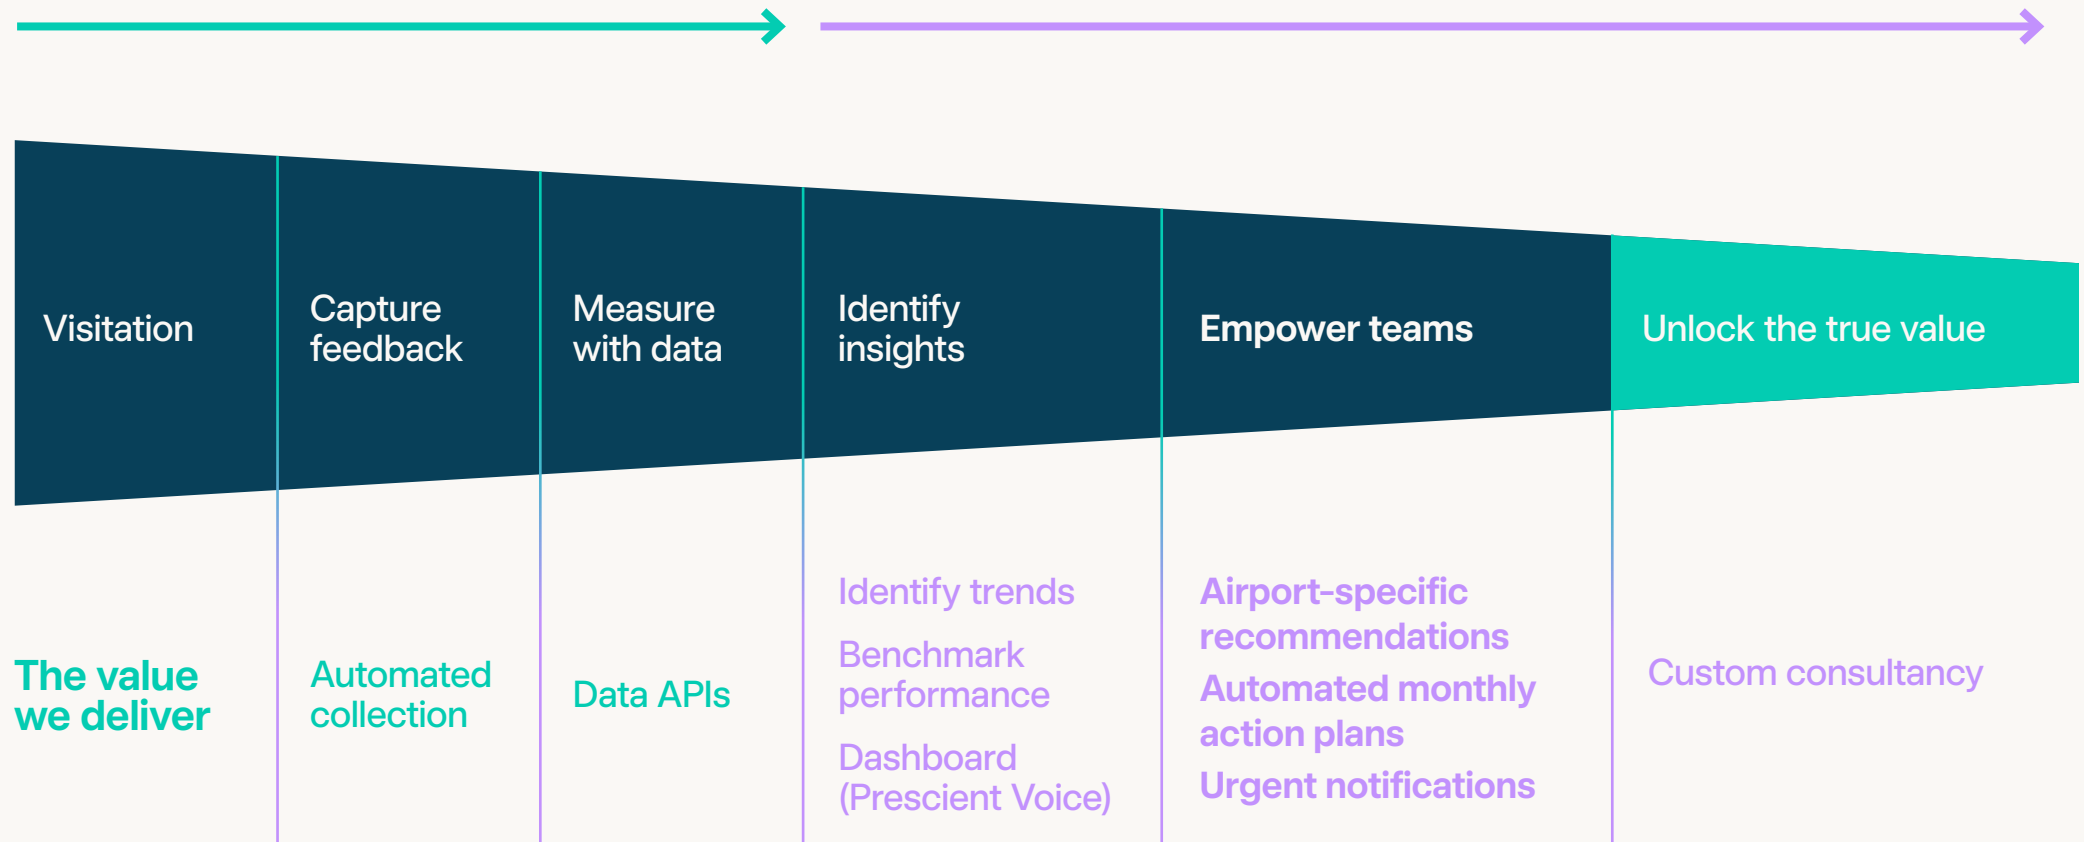 Visitation
Capture
feedback
Measure
with data
Identify
insights
Empower teams
Unlock the true value
The value
we deliver
Automated
collection
Data APIs
Identify trends
Benchmark
performance
Dashboard
(Prescient Voice)
Airport-specific
recommendations
Automated monthly
action plans
Urgent notifications
Custom consultancy